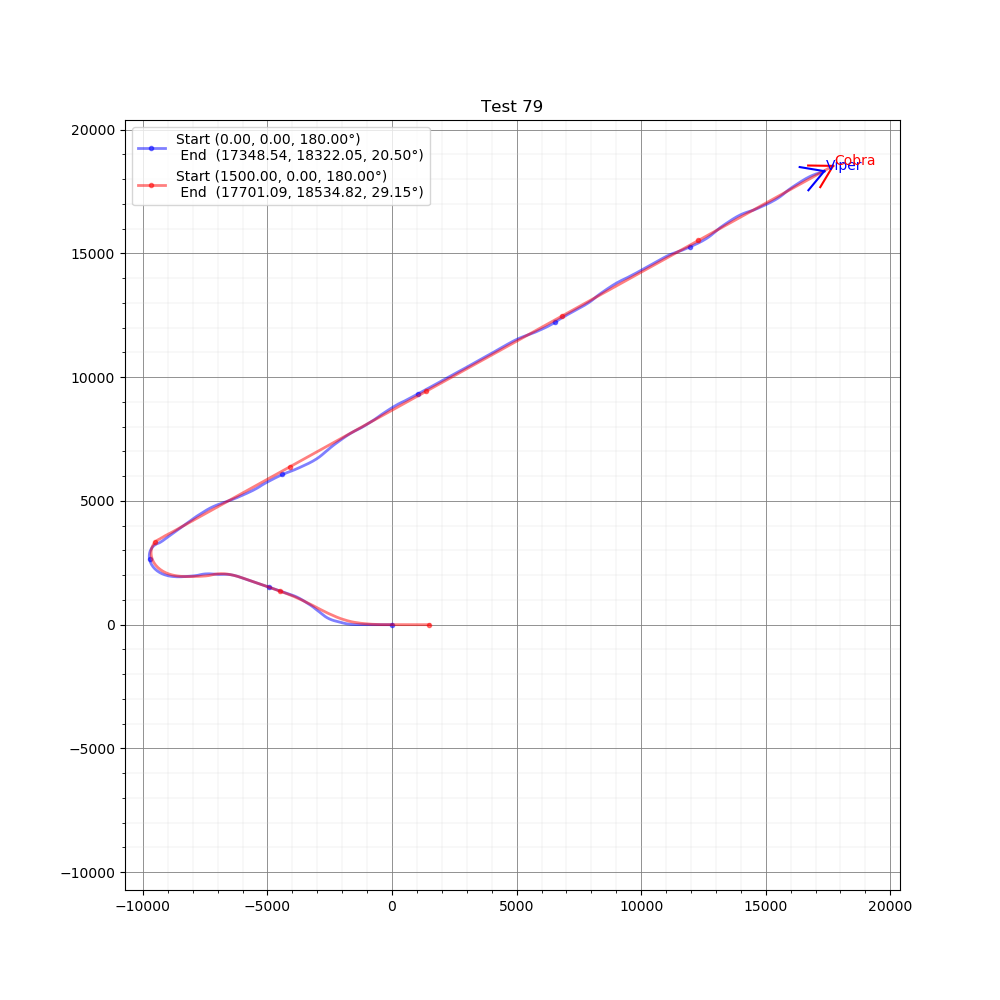 Test 79
Start (0.00, 0.00, 180.00°)
End  (17348.54, 18322.05, 20.50°)
Start (1500.00, 0.00, 180.00°)
End  (17701.09, 18534.82, 29.15°)
Cobra
Viper
20000
15000
10000
5000
0
−5000
−10000
−10000
−5000
0
5000
10000
15000
20000